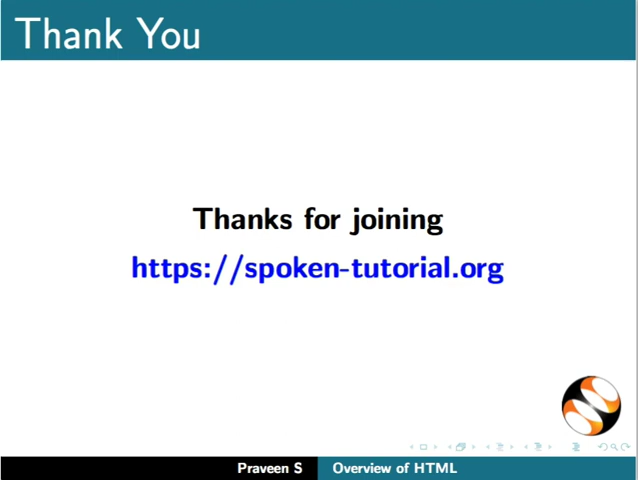 Thank You
Thanks for joining
https://spoken-tutorial.org
Praveen S
Overview of HTML